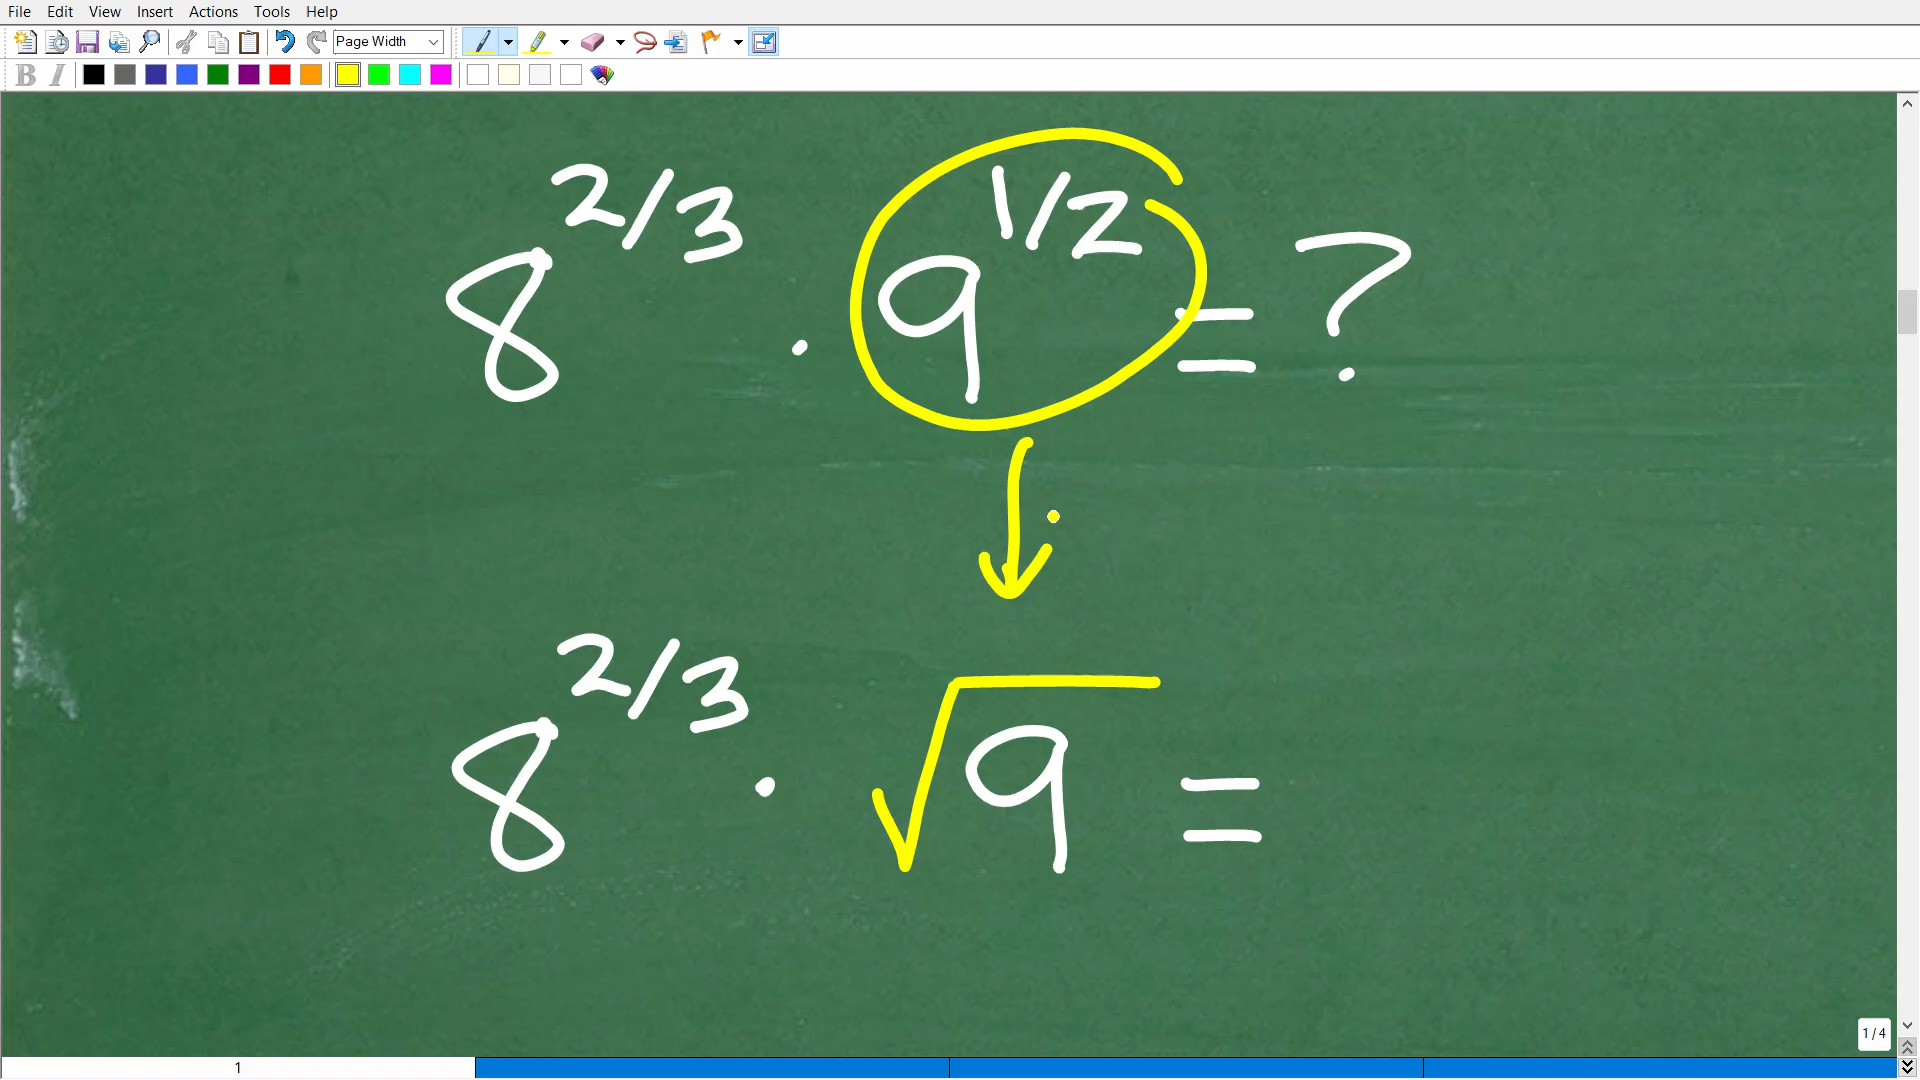 File Edit View Insert Actions Tools Help
Page Width
B I
8^{2/3} · 9^{1/2} = ?
8^{2/3} · √9 =
1 / 4
1